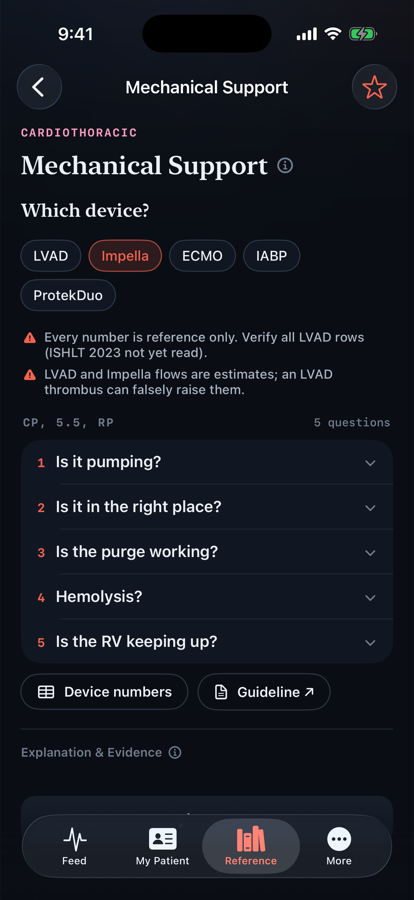 9:41
Mechanical Support
CARDIOTHORACIC
Mechanical Support
Which device?
LVAD
Impella
ECMO
IABP
ProtekDuo
Every number is reference only. Verify all LVAD rows
(ISHLT 2023 not yet read).
LVAD and Impella flows are estimates; an LVAD
thrombus can falsely raise them.
CP, 5.5, RP
5 questions
1 Is it pumping?
2 Is it in the right place?
3 Is the purge working?
4 Hemolysis?
5 Is the RV keeping up?
Device numbers
Guideline ↗
Explanation & Evidence
Feed
My Patient
Reference
More